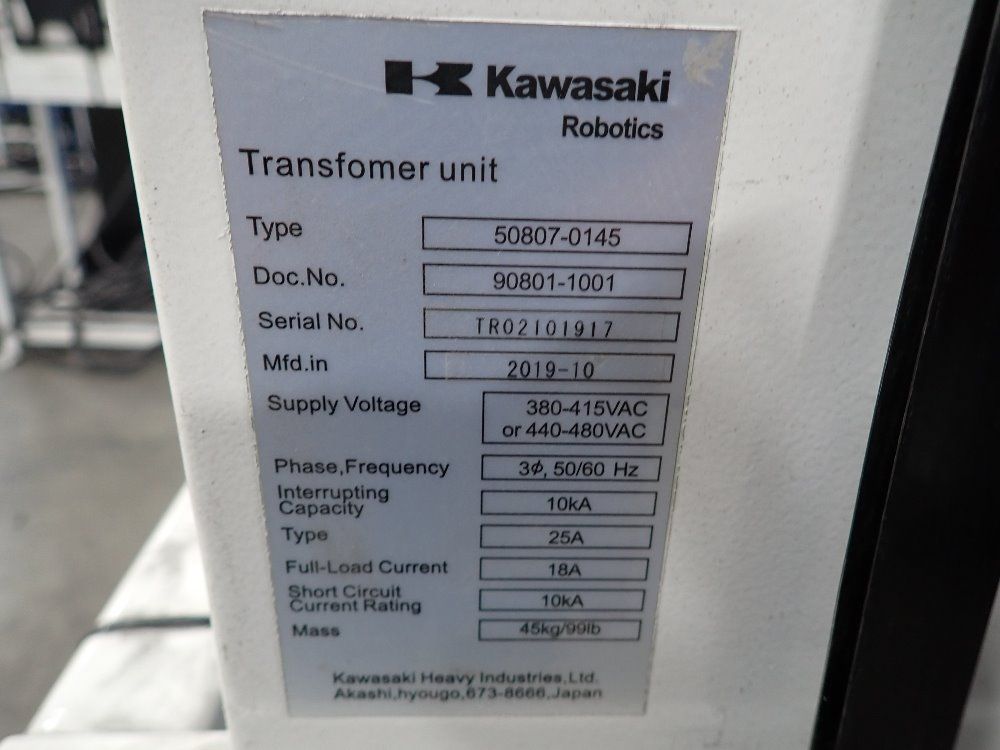 Kawasaki
Robotics
Transfomer unit
Type 50807-0145
Doc.No. 90801-1001
Serial No. TR02101917
Mfd.in 2019-10
Supply Voltage 380-415VAC
or 440-480VAC
Phase,Frequency 3ф, 50/60 Hz
Interrupting
Capacity 10kA
Type 25A
Full-Load Current 18A
Short Circuit
Current Rating 10kA
Mass 45kg/99lb
Kawasaki Heavy Industries,Ltd.
Akashi,hyougo,673-8666,Japan